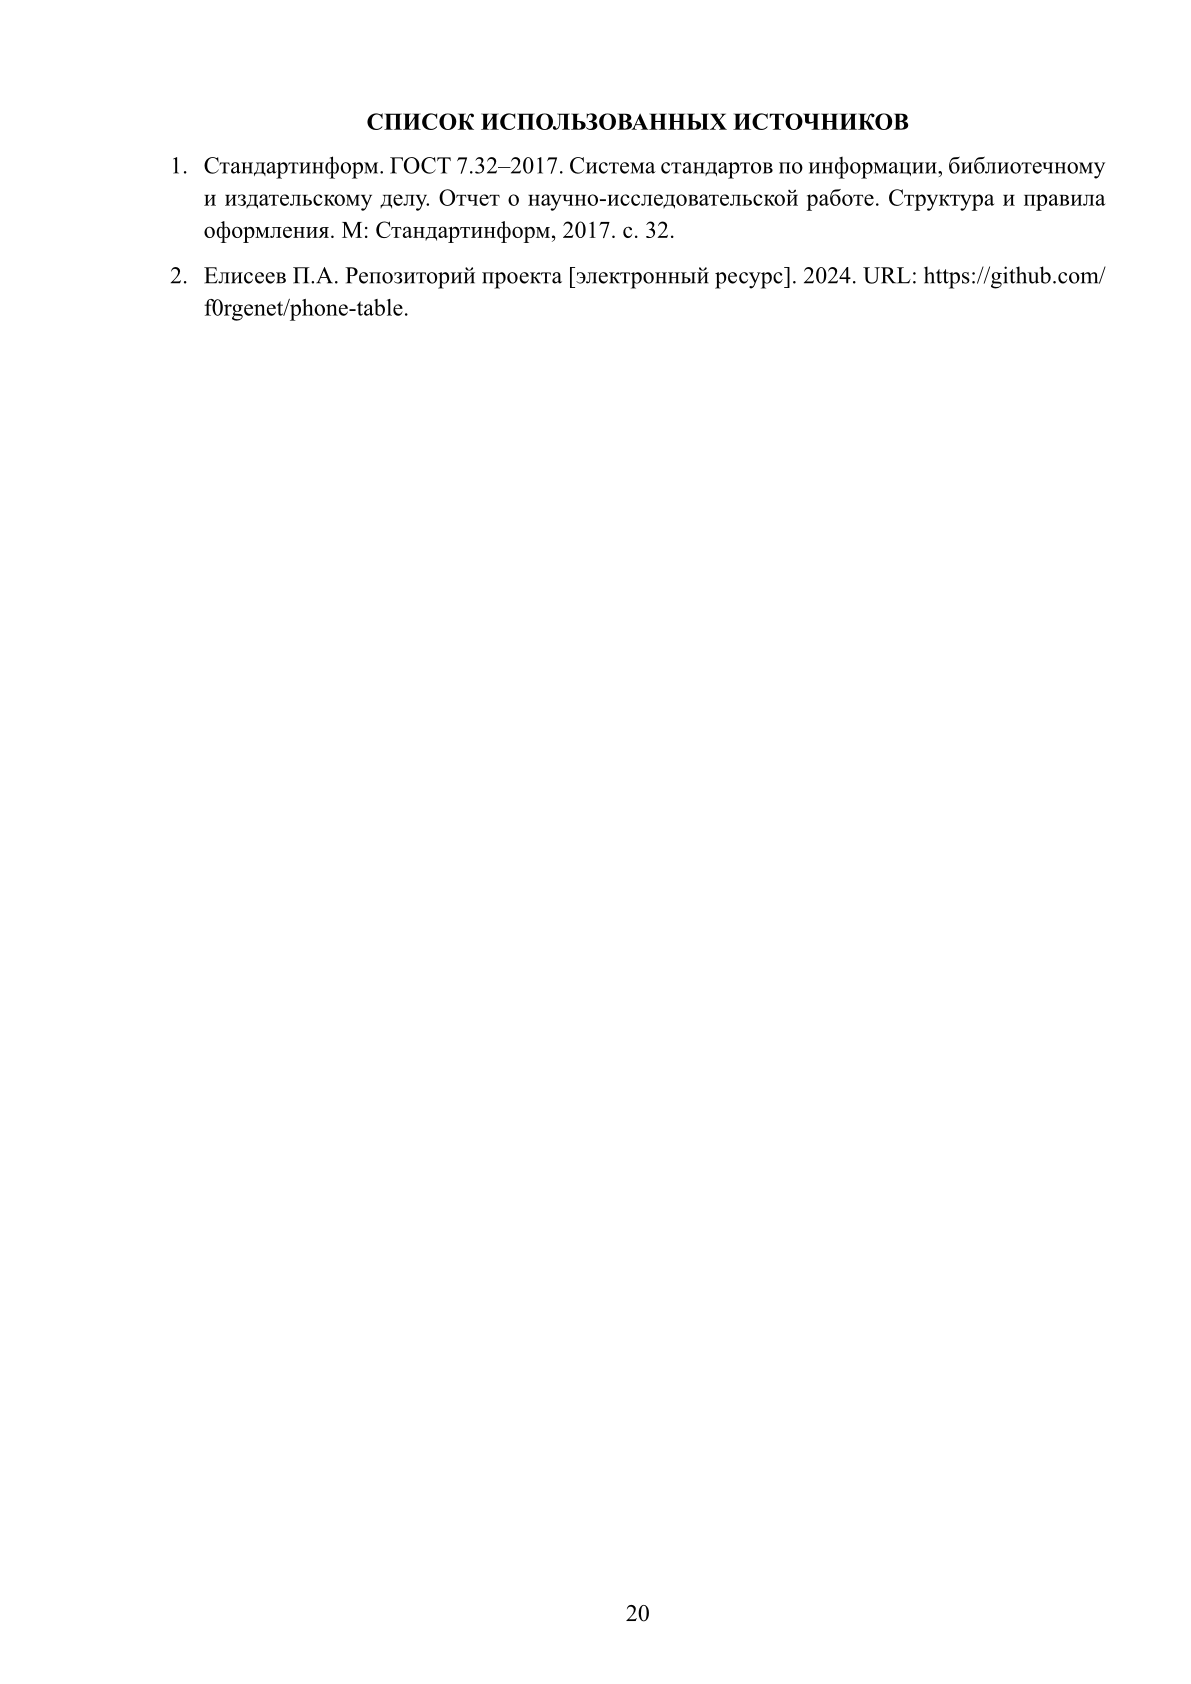 СПИСОК ИСПОЛЬЗОВАННЫХ ИСТОЧНИКОВ
1. Стандартинформ. ГОСТ 7.32–2017. Система стандартов по информации, библиотечному
и издательскому делу. Отчет о научно-исследовательской работе. Структура и правила
оформления. М: Стандартинформ, 2017. с. 32.
2. Елисеев П.А. Репозиторий проекта [электронный ресурс]. 2024. URL: https://github.com/
f0rgenet/phone-table.
20